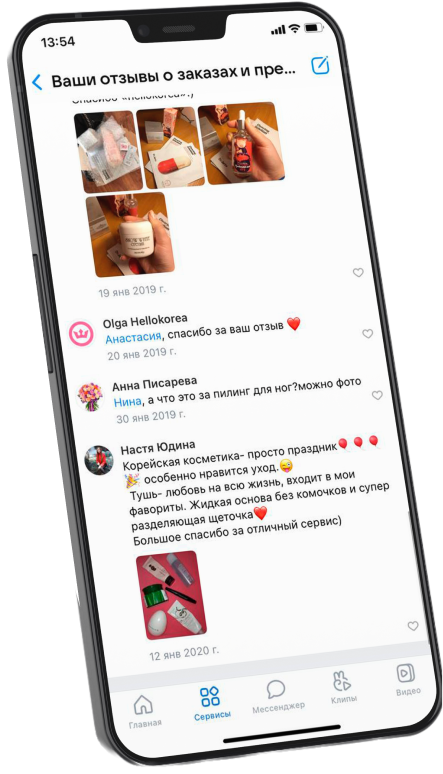 13:54
Ваши отзывы о заказах и пре...
Спасибо «Hellokorea»:)
19 янв 2019 г.
Olga Hellokorea
Анастасия, спасибо за ваш отзыв ❤️
20 янв 2019 г.
Анна Писарева
Нина, а что это за пилинг для ног?можно фото
30 янв 2019 г.
Настя Юдина
Корейская косметика- просто праздник🎈🎈🎈
🎉 особенно нравится уход.😜
Тушь- любовь на всю жизнь, входит в мои
фавориты. Жидкая основа без комочков и супер
разделяющая щеточка❤️
Большое спасибо за отличный сервис)
12 янв 2020 г.
Главная
Сервисы
Мессенджер
Клипы
Видео